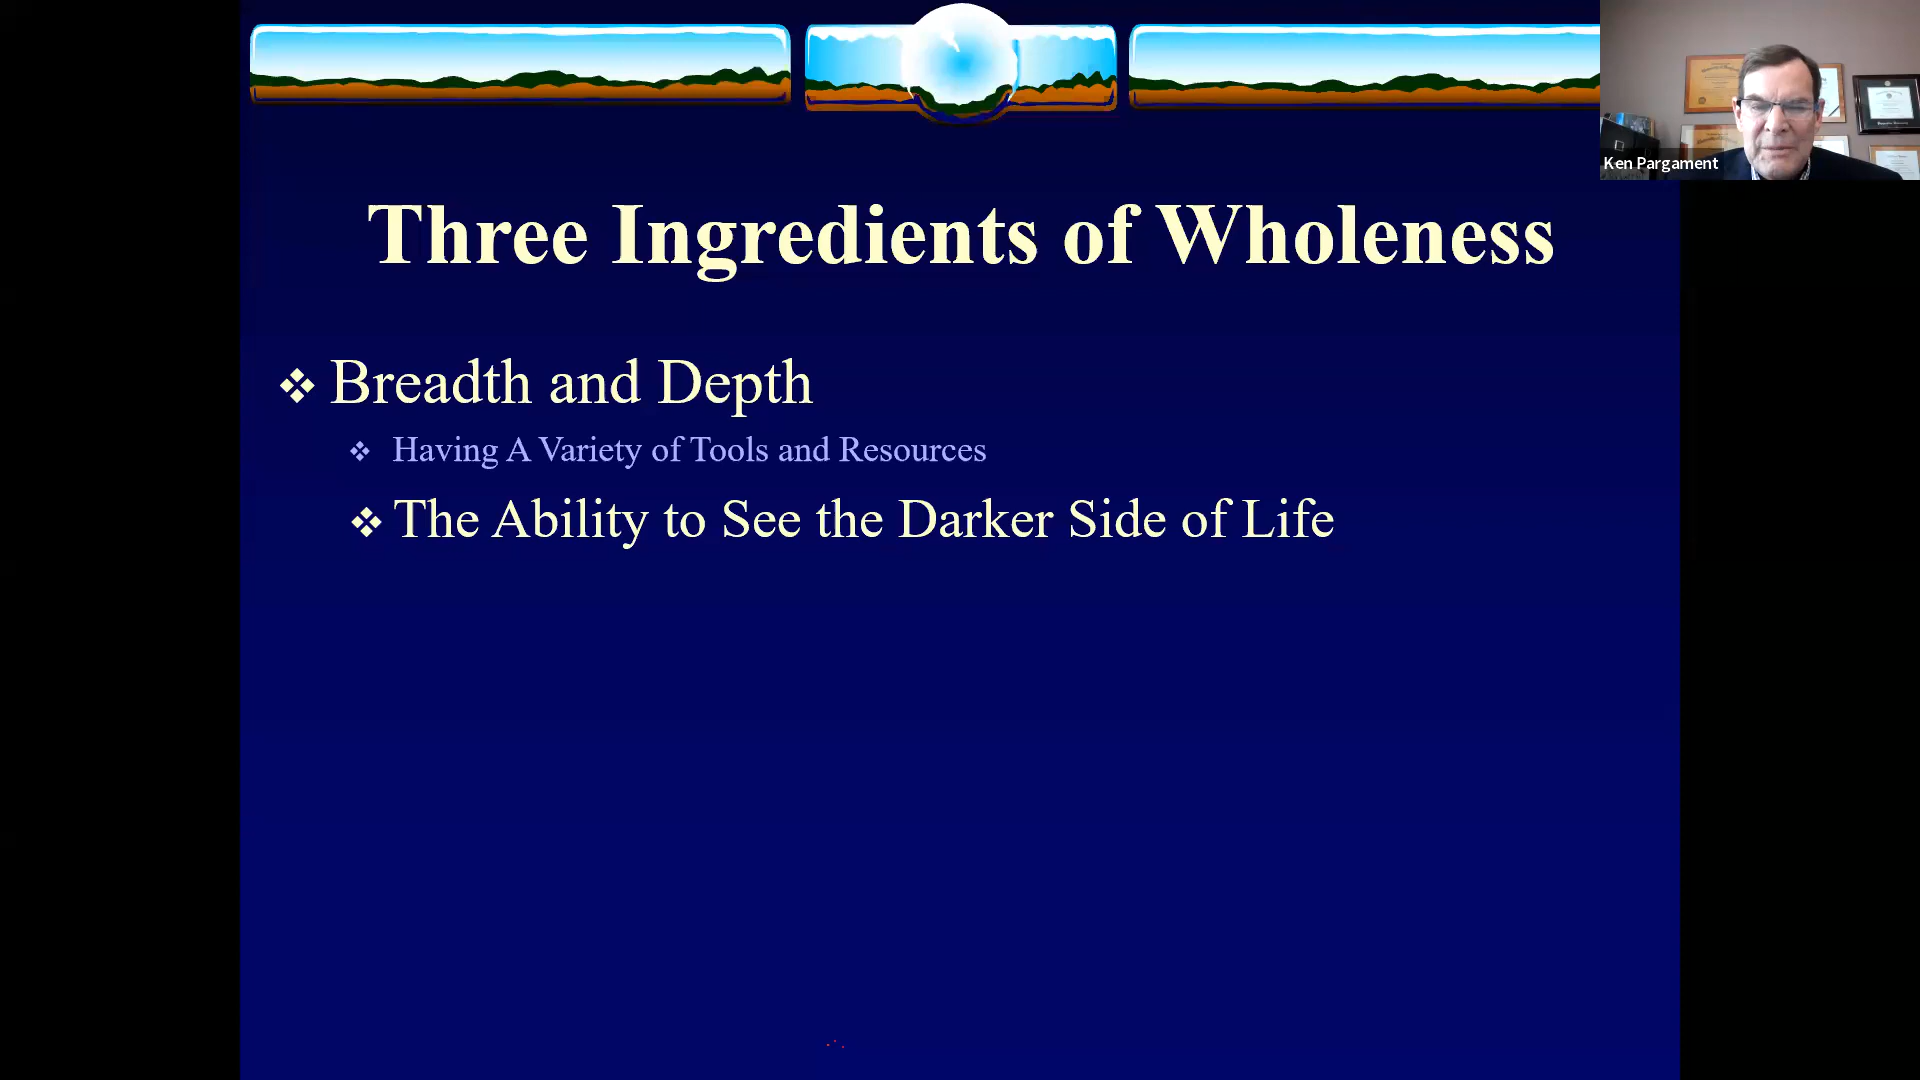 Three Ingredients of Wholeness
Breadth and Depth
Having A Variety of Tools and Resources
The Ability to See the Darker Side of Life
Ken Pargament